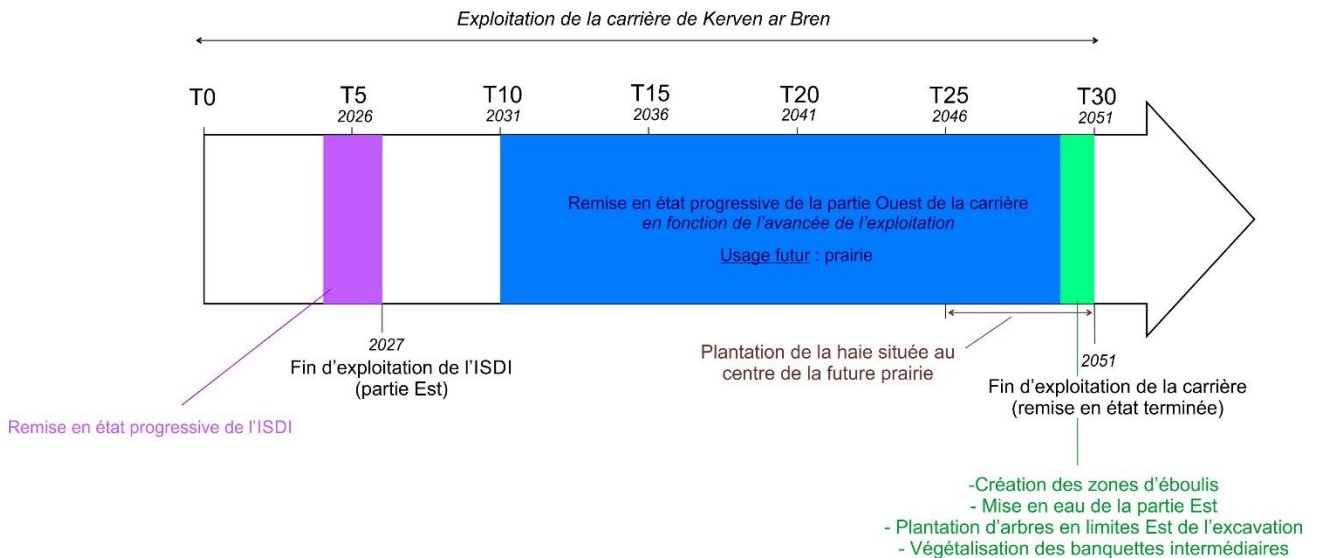 Exploitation de la carrière de Kerven ar Bren
T0
T5
2026
T10
2031
T15
2036
T20
2041
T25
2046
T30
2051
Remise en état progressive de la partie Ouest de la carrière
en fonction de l'avancée de l'exploitation
Usage futur : prairie
2027
Fin d'exploitation de l'ISDI
(partie Est)
Plantation de la haie située au
centre de la future prairie
2051
Fin d'exploitation de la carrière
(remise en état terminée)
Remise en état progressive de l'ISDI
-Création des zones d'éboulis
- Mise en eau de la partie Est
- Plantation d'arbres en limites Est de l'excavation
- Végétalisation des banquettes intermédiaires